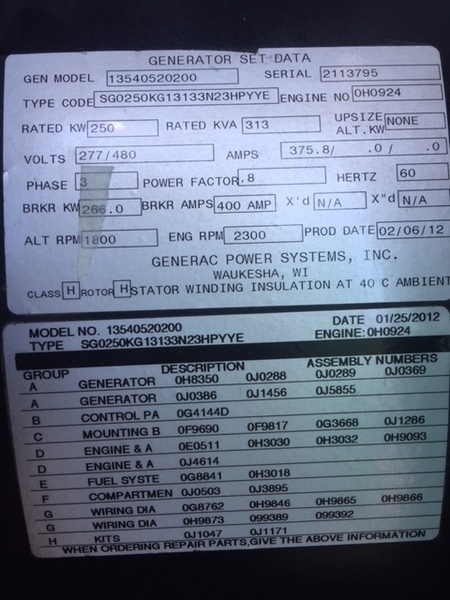 GENERATOR SET DATA
GEN MODEL 13540520200 SERIAL 2113795
TYPE CODE SG0250KG13133N23HPYYE ENGINE NO 0H0924
RATED KW 250 RATED KVA 313 UPSIZE ALT.KW NONE
VOLTS 277/480 AMPS 375.8/ .0 / .0
PHASE 3 POWER FACTOR .8 HERTZ 60
BRKR KW 266.0 BRKR AMPS 400 AMP X'd N/A X"d N/A
ALT RPM 1800 ENG RPM 2300 PROD DATE 02/06/12
GENERAC POWER SYSTEMS, INC.
WAUKESHA, WI
CLASS H ROTOR H STATOR WINDING INSULATION AT 40 C AMBIENT
MODEL NO. 13540520200 DATE 01/25/2012
TYPE SG0250KG13133N23HPYYE ENGINE: 0H0924
GROUP DESCRIPTION ASSEMBLY NUMBERS
A GENERATOR 0H8350 0J0288 0J0289 0J0369
A GENERATOR 0J0386 0J1456 0J5855
B CONTROL PA 0G4144D
C MOUNTING B 0F9690 0F9817 0G3668 0J1286
D ENGINE & A 0E0511 0H3030 0H3032 0H9093
D ENGINE & A 0J4614
E FUEL SYSTE 0G8841 0H3018
F COMPARTMEN 0J0503 0J3895
G WIRING DIA 0G8762 0H9846 0H9865 0H9866
G WIRING DIA 0H9873 099389 099392
H KITS 0J1047 0J1171
WHEN ORDERING REPAIR PARTS,GIVE THE ABOVE INFORMATION